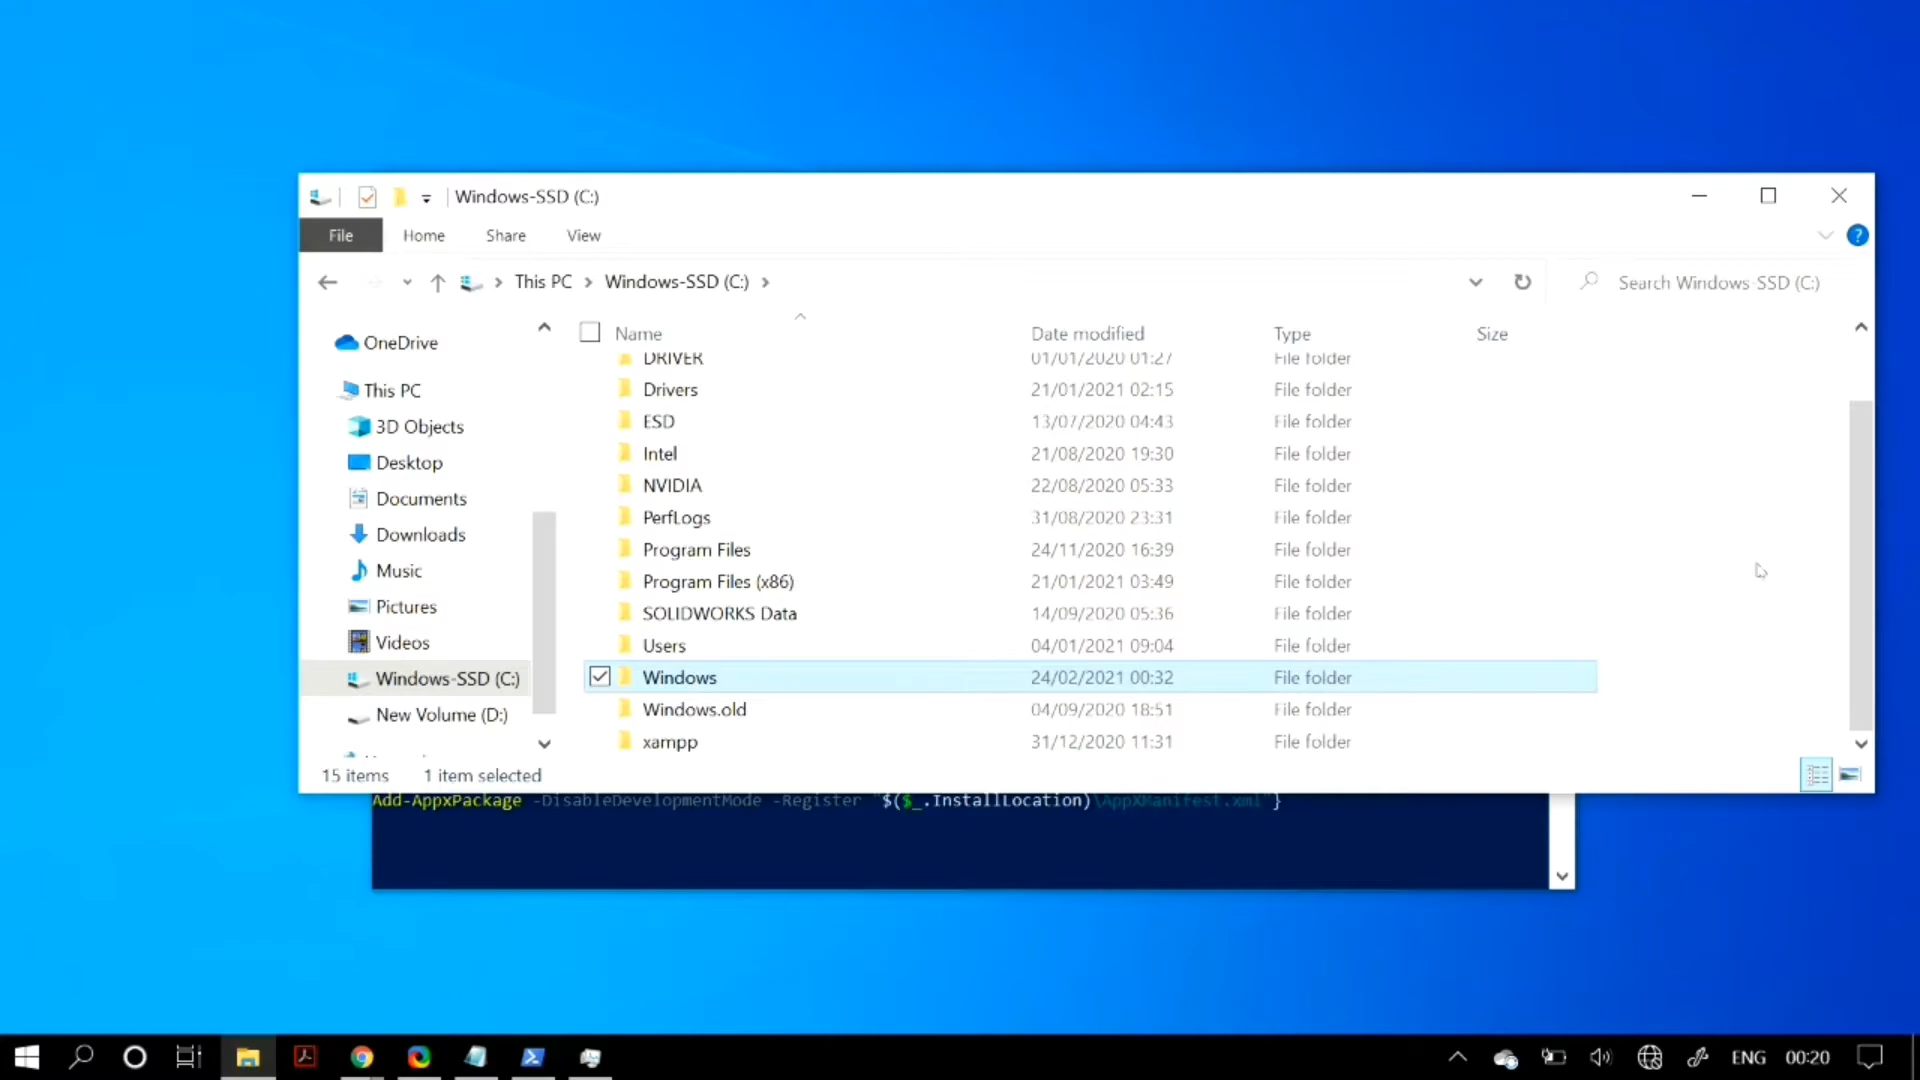 Windows-SSD (C:)
File Home Share View
This PC Windows-SSD (C:)
Search Windows-SSD (C:)
OneDrive
This PC
3D Objects
Desktop
Documents
Downloads
Music
Pictures
Videos
Windows-SSD (C:)
New Volume (D:)
Name Date modified Type Size
DRIVER 01/01/2020 01:27 File folder
Drivers 21/01/2021 02:15 File folder
ESD 13/07/2020 04:43 File folder
Intel 21/08/2020 19:30 File folder
NVIDIA 22/08/2020 05:33 File folder
PerfLogs 31/08/2020 23:31 File folder
Program Files 24/11/2020 16:39 File folder
Program Files (x86) 21/01/2021 03:49 File folder
SOLIDWORKS Data 14/09/2020 05:36 File folder
Users 04/01/2021 09:04 File folder
Windows 24/02/2021 00:32 File folder
Windows.old 04/09/2020 18:51 File folder
xampp 31/12/2020 11:31 File folder
15 items 1 item selected
Add-AppxPackage -DisableDevelopmentMode -Register "$($_.InstallLocation)\AppXManifest.xml"}
ENG 00:20